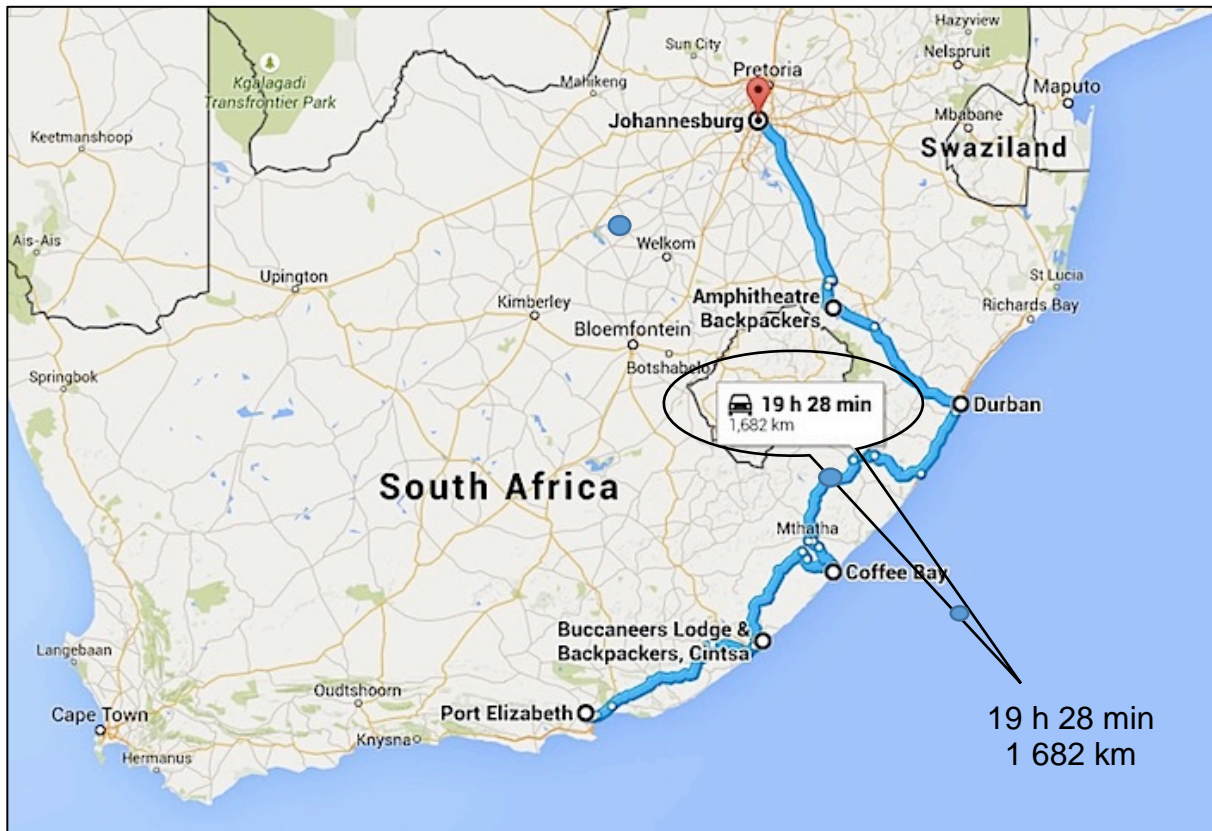 Hazyview
Sun City
Nelspruit
Kgalagadi
Transfrontier Park
Mahikeng
Pretoria
Maputo
Johannesburg
Mbabane
Keetmanshoop
Swaziland
Ais-Ais
Welkom
Upington
St Lucia
Kimberley
Amphitheatre
Backpackers
Richards Bay
Bloemfontein
Botshabelo
Springbok
19 h 28 min
1,682 km
Durban
South Africa
Mthatha
Coffee Bay
Buccaneers Lodge &
Backpackers, Cintsa
Langebaan
Oudtshoorn
Cape Town
Port Elizabeth
Knysna
Hermanus
19 h 28 min
1 682 km